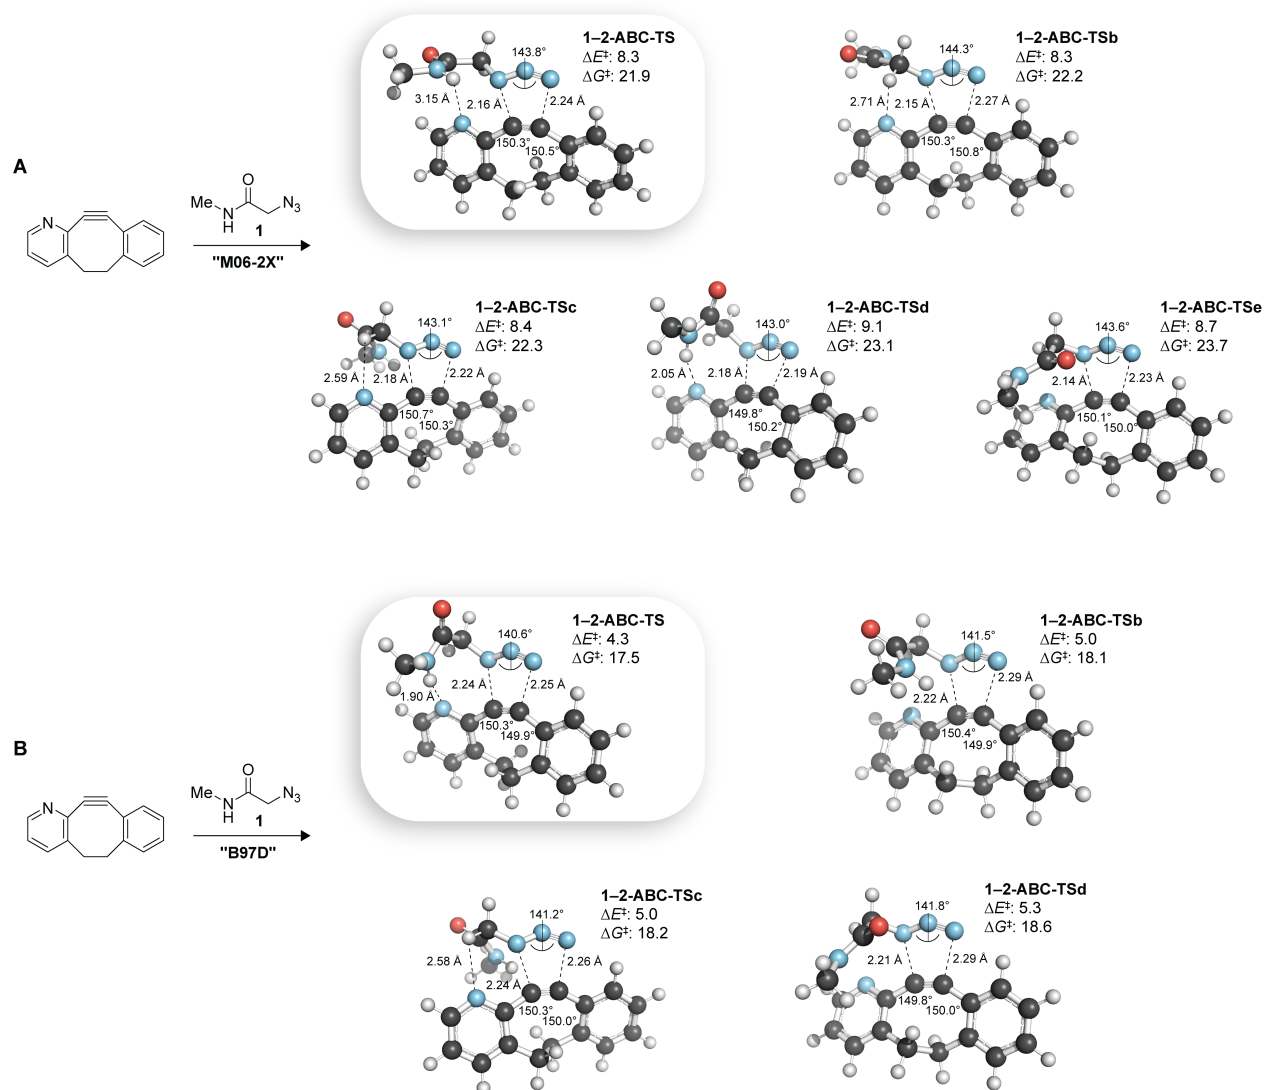 A
N
O
Me
N
H
N3
1
"M06-2X"
1–2-ABC-TS
ΔE‡: 8.3
ΔG‡: 21.9
143.8°
3.15 Å
2.16 Å
2.24 Å
150.3°
150.5°
1–2-ABC-TSb
ΔE‡: 8.3
ΔG‡: 22.2
144.3°
2.71 Å
2.15 Å
2.27 Å
150.3°
150.8°
1–2-ABC-TSc
ΔE‡: 8.4
ΔG‡: 22.3
143.1°
2.59 Å
2.18 Å
2.22 Å
150.7°
150.3°
1–2-ABC-TSd
ΔE‡: 9.1
ΔG‡: 23.1
143.0°
2.05 Å
2.18 Å
2.19 Å
149.8°
150.2°
1–2-ABC-TSe
ΔE‡: 8.7
ΔG‡: 23.7
143.6°
2.14 Å
2.23 Å
150.1°
150.0°
B
N
O
Me
N
H
N3
1
"B97D"
1–2-ABC-TS
ΔE‡: 4.3
ΔG‡: 17.5
140.6°
1.90 Å
2.24 Å
2.25 Å
150.3°
149.9°
1–2-ABC-TSb
ΔE‡: 5.0
ΔG‡: 18.1
141.5°
2.22 Å
2.29 Å
150.4°
149.9°
1–2-ABC-TSc
ΔE‡: 5.0
ΔG‡: 18.2
141.2°
2.58 Å
2.24 Å
2.26 Å
150.3°
150.0°
1–2-ABC-TSd
ΔE‡: 5.3
ΔG‡: 18.6
141.8°
2.21 Å
2.29 Å
149.8°
150.0°